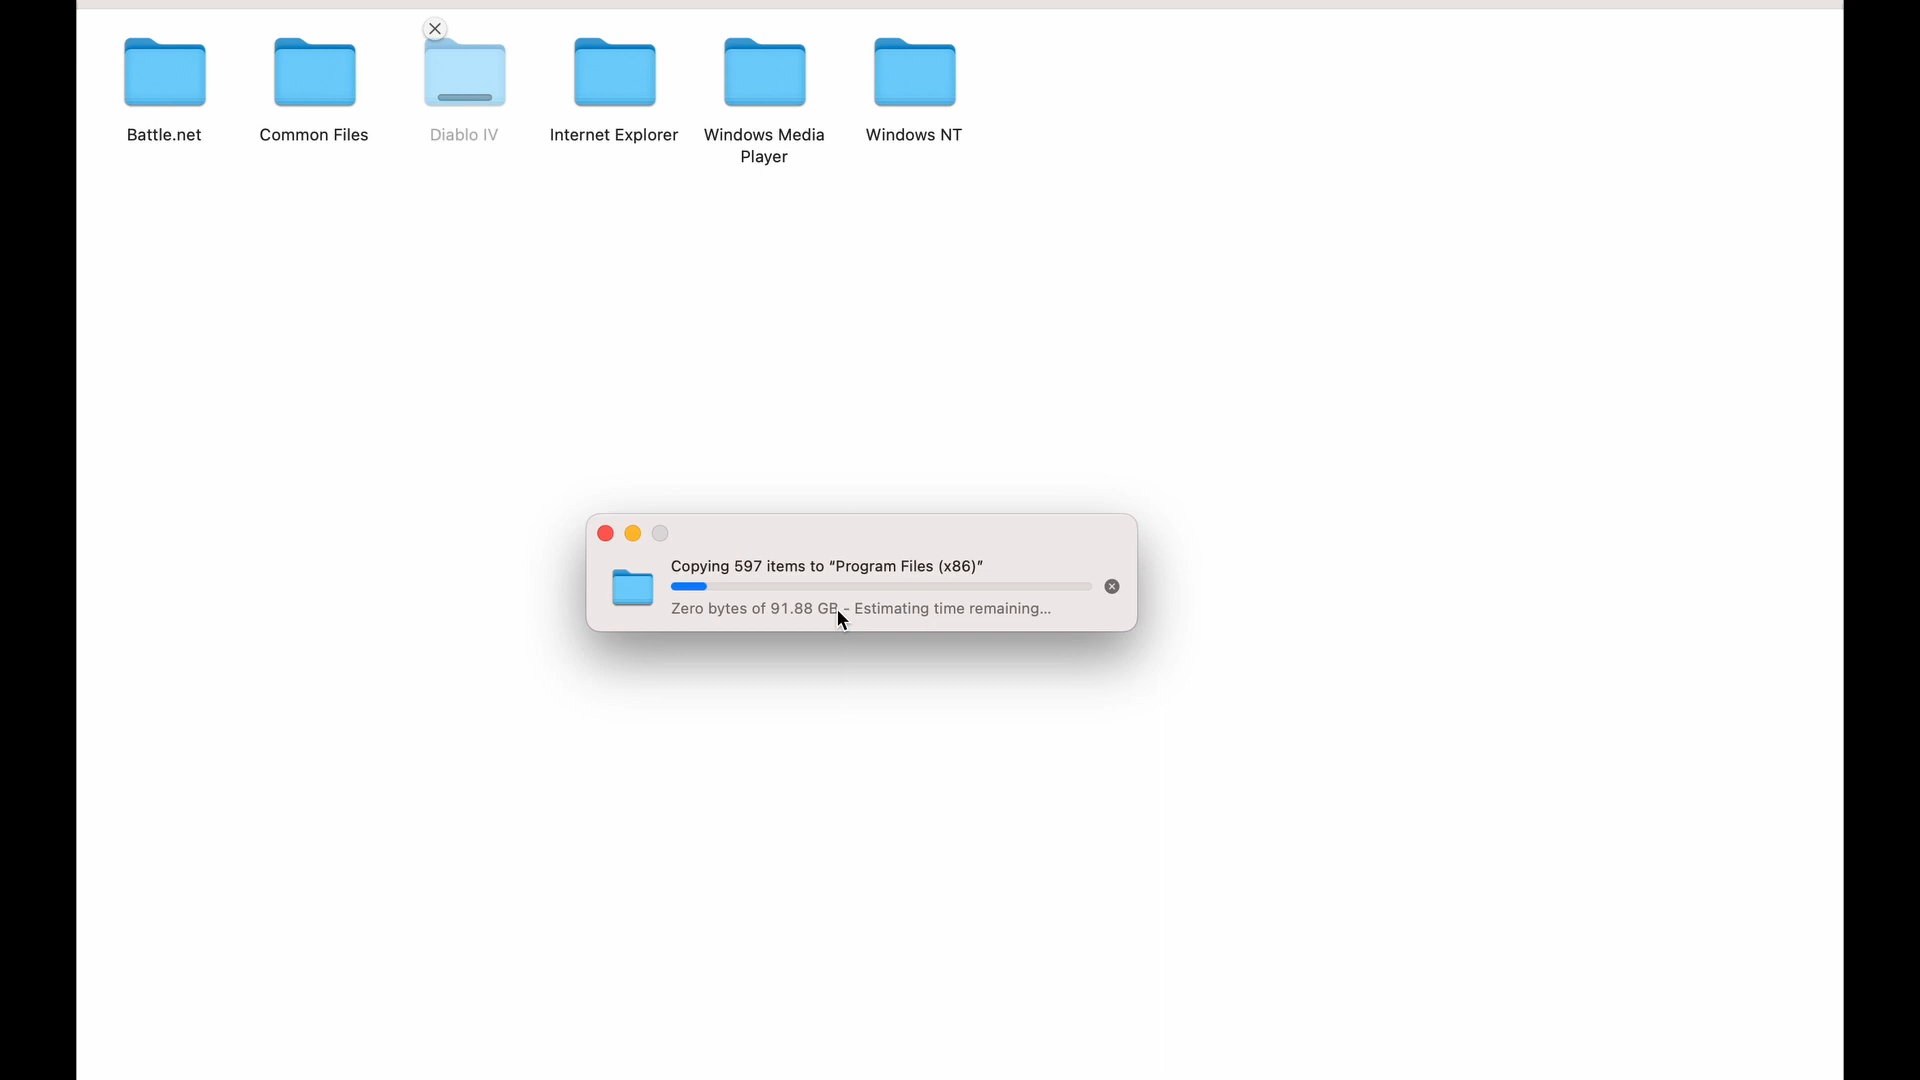 Battle.net
Common Files
Diablo IV
Internet Explorer
Windows Media
Player
Windows NT
Copying 597 items to “Program Files (x86)”
Zero bytes of 91.88 GB - Estimating time remaining...